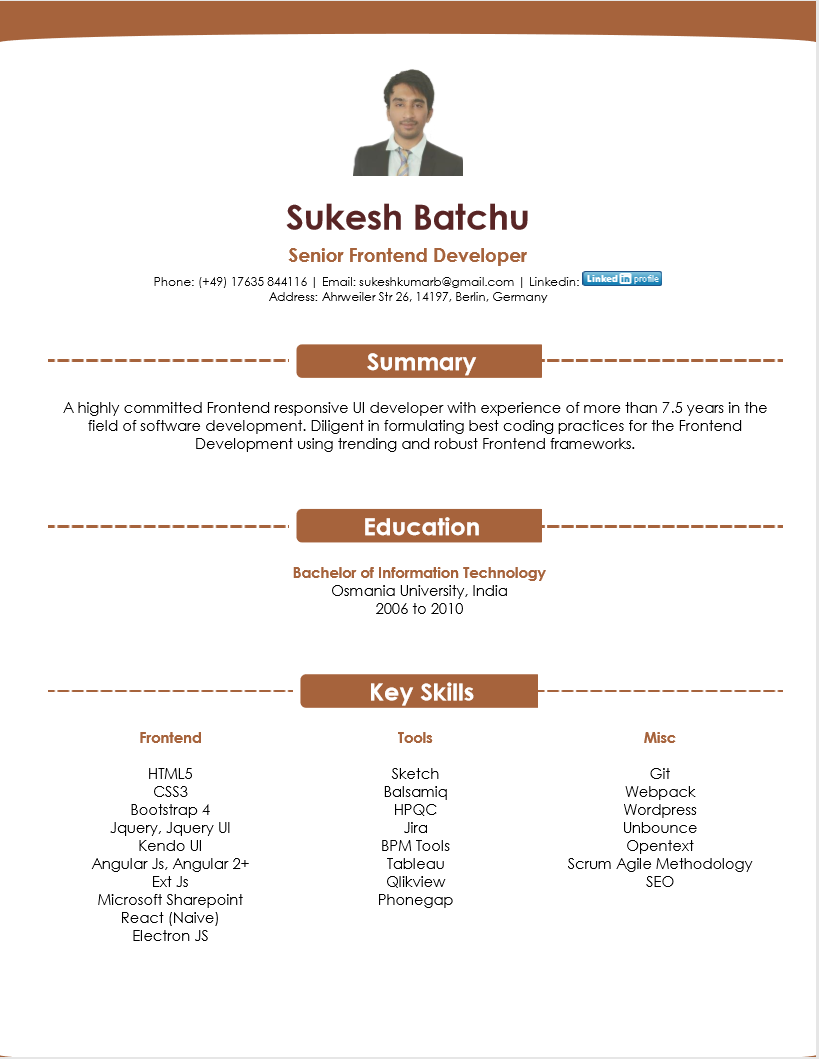 Sukesh Batchu
Senior Frontend Developer
Phone: (+49) 17635 844116 | Email: sukeshkumarb@gmail.com | Linkedin: Linked in profile
Address: Ahrweiler Str 26, 14197, Berlin, Germany
Summary
A highly committed Frontend responsive UI developer with experience of more than 7.5 years in the
field of software development. Diligent in formulating best coding practices for the Frontend
Development using trending and robust Frontend frameworks.
Education
Bachelor of Information Technology
Osmania University, India
2006 to 2010
Key Skills
Frontend
HTML5
CSS3
Bootstrap 4
Jquery, Jquery UI
Kendo UI
Angular Js, Angular 2+
Ext Js
Microsoft Sharepoint
React (Naive)
Electron JS
Tools
Sketch
Balsamiq
HPQC
Jira
BPM Tools
Tableau
Qlikview
Phonegap
Misc
Git
Webpack
Wordpress
Unbounce
Opentext
Scrum Agile Methodology
SEO